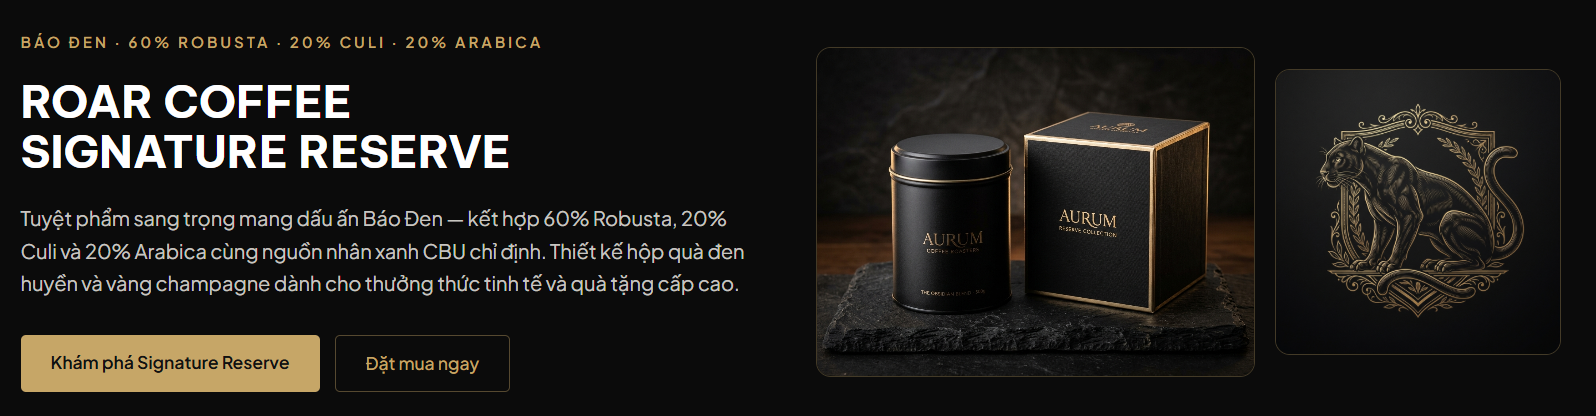 BÁO ĐEN · 60% ROBUSTA · 20% CULI · 20% ARABICA
ROAR COFFEE
SIGNATURE RESERVE
Tuyệt phẩm sang trọng mang dấu ấn Báo Đen — kết hợp 60% Robusta, 20%
Culi và 20% Arabica cùng nguồn nhân xanh CBU chỉ định. Thiết kế hộp quà đen
huyền và vàng champagne dành cho thưởng thức tinh tế và quà tặng cấp cao.
Khám phá Signature Reserve
Đặt mua ngay
AURUM
AURUM
RESERVE COLLECTION
AURUM